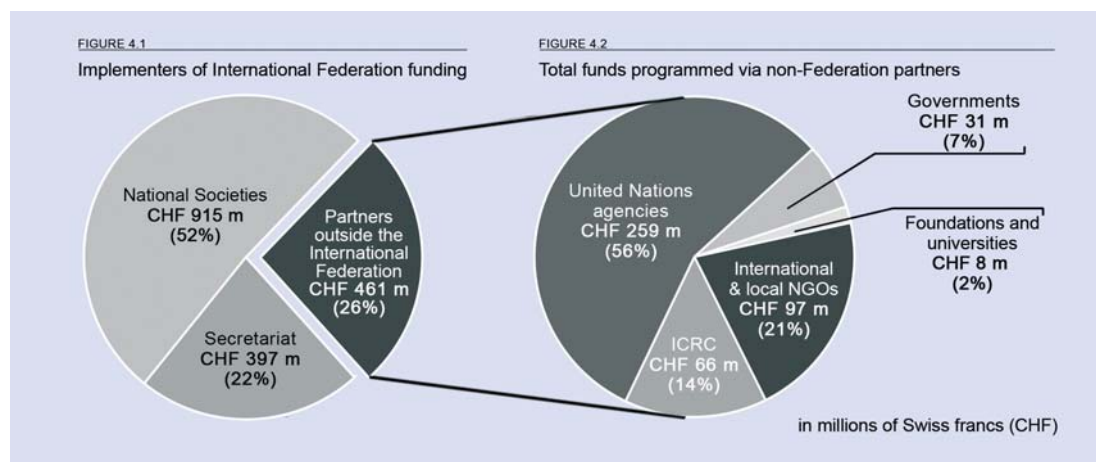 FIGURE 4.1
Implementers of International Federation funding
National Societies
CHF 915 m
(52%)
Partners
outside the
International
Federation
CHF 461 m
(26%)
Secretariat
CHF 397 m
(22%)
FIGURE 4.2
Total funds programmed via non-Federation partners
Governments
CHF 31 m
(7%)
United Nations
agencies
CHF 259 m
(56%)
Foundations and
universities
CHF 8 m
(2%)
International
& local NGOs
CHF 97 m
(21%)
ICRC
CHF 66 m
(14%)
in millions of Swiss francs (CHF)